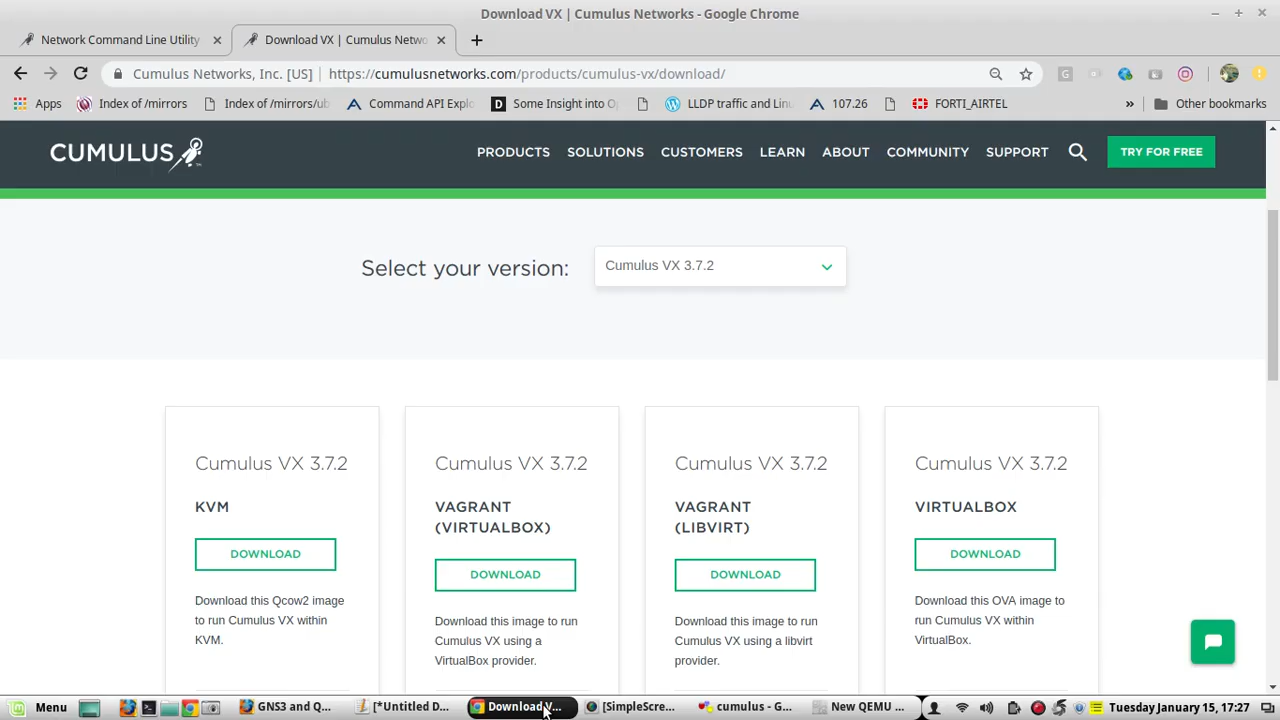 Download VX | Cumulus Networks - Google Chrome
Network Command Line Utility
Download VX | Cumulus Netwo
Cumulus Networks, Inc. [US] | https://cumulusnetworks.com/products/cumulus-vx/download/
Apps Index of /mirrors Index of /mirrors/ub Command API Explo Some Insight into Op LLDP traffic and Linu 107.26 FORTI_AIRTEL » Other bookmarks
CUMULUS PRODUCTS SOLUTIONS CUSTOMERS LEARN ABOUT COMMUNITY SUPPORT TRY FOR FREE
Select your version: Cumulus VX 3.7.2
Cumulus VX 3.7.2
KVM
DOWNLOAD
Download this Qcow2 image
to run Cumulus VX within
KVM.
Cumulus VX 3.7.2
VAGRANT
(VIRTUALBOX)
DOWNLOAD
Download this image to run
Cumulus VX using a
VirtualBox provider.
Cumulus VX 3.7.2
VAGRANT
(LIBVIRT)
DOWNLOAD
Download this image to run
Cumulus VX using a libvirt
provider.
Cumulus VX 3.7.2
VIRTUALBOX
DOWNLOAD
Download this OVA image to
run Cumulus VX within
VirtualBox.
Menu GNS3 and Q... [*Untitled D... Download V... [SimpleScre... cumulus - G... New QEMU ... Tuesday January 15, 17:27